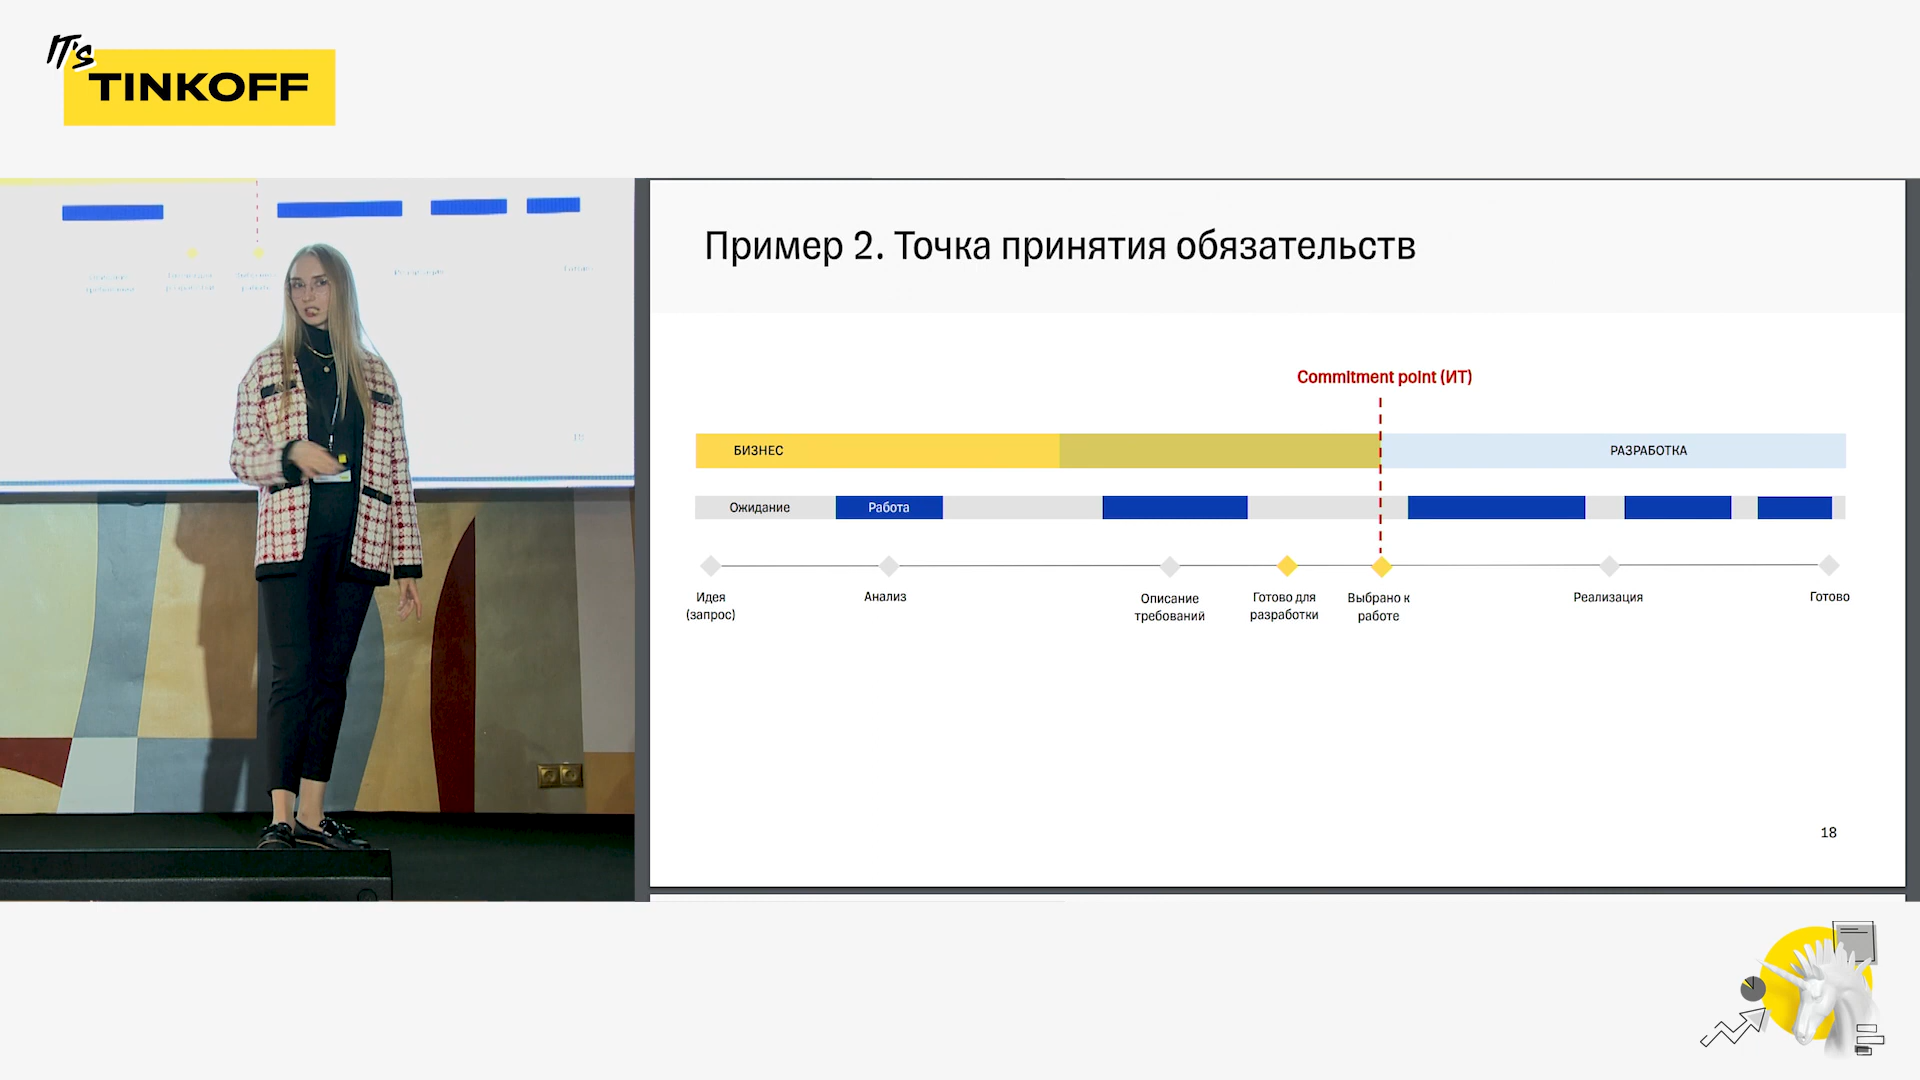 IT's
TINKOFF
Пример 2. Точка принятия обязательств
Commitment point (ИТ)
БИЗНЕС
РАЗРАБОТКА
Ожидание
Работа
Идея
(запрос)
Анализ
Описание
требований
Готово для
разработки
Выбрано к
работе
Реализация
Готово
18